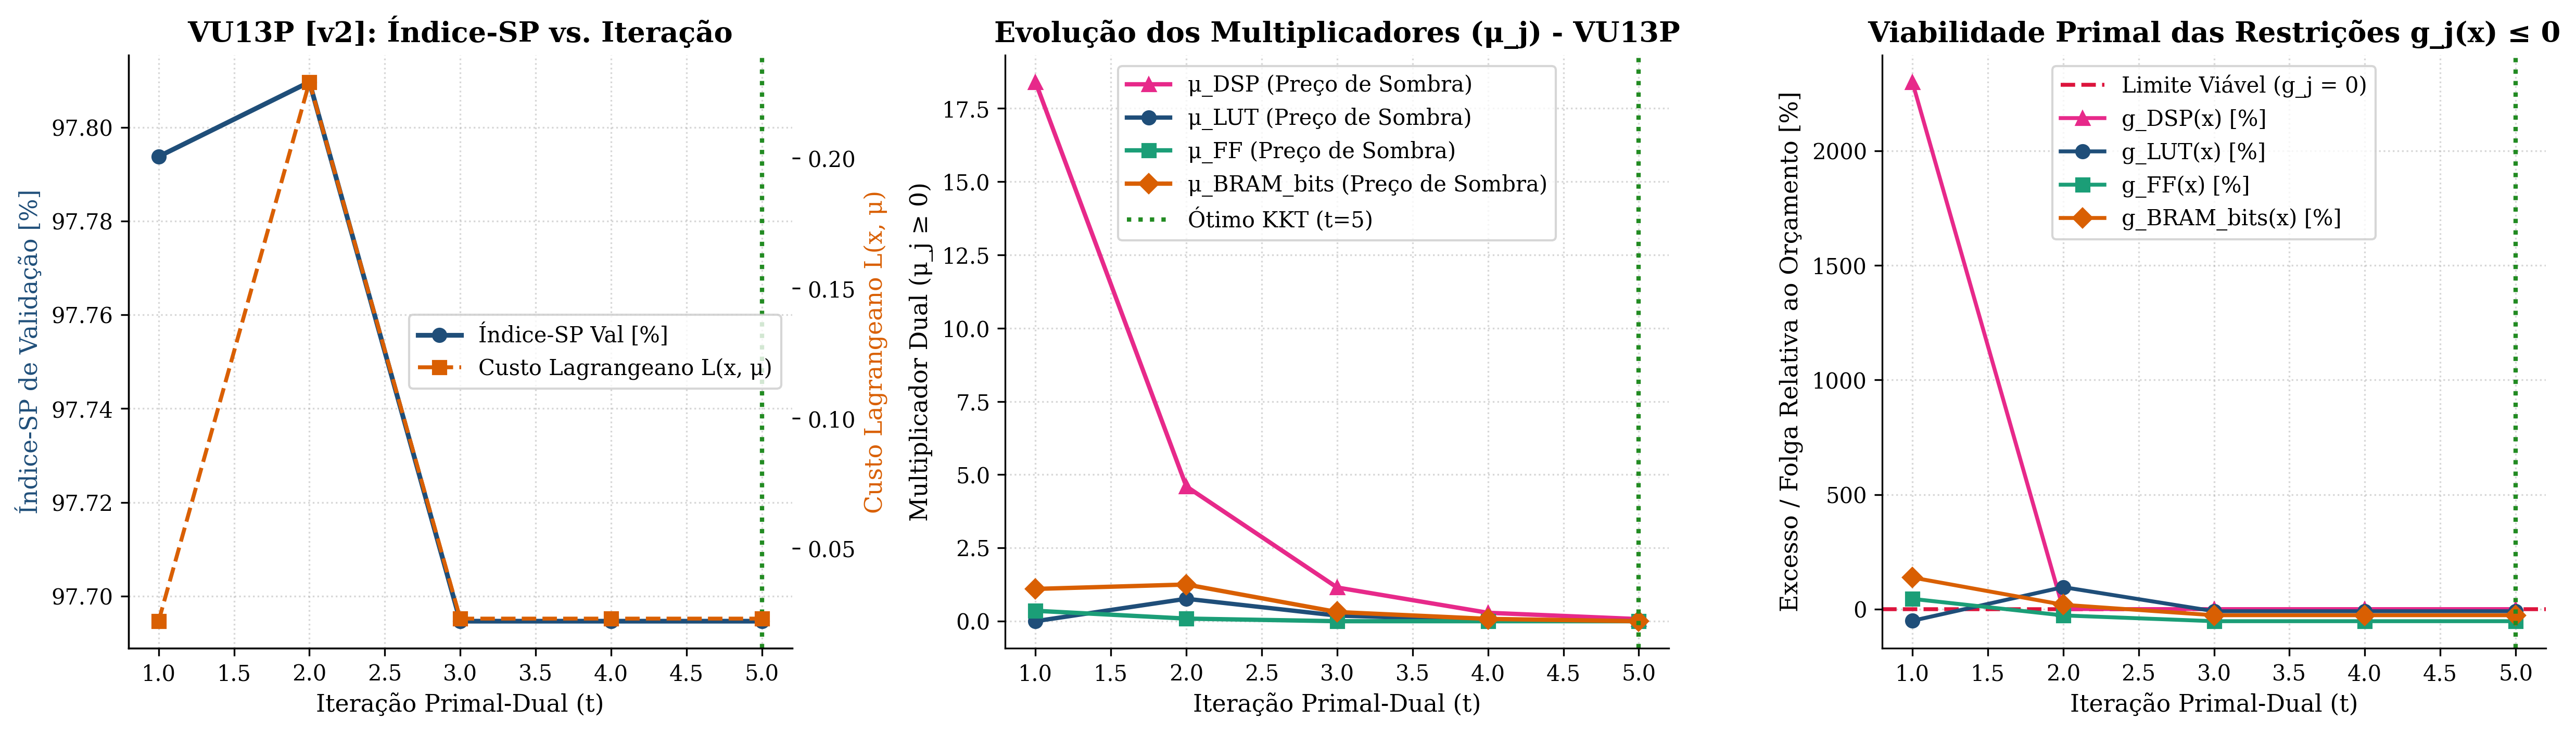 VU13P [v2]: Índice-SP vs. Iteração
Índice-SP de Validação [%]
97.80
97.78
97.76
97.74
97.72
97.70
0.20
0.15
0.10
0.05
Custo Lagrangeano L(x, μ)
Índice-SP Val [%]
Custo Lagrangeano L(x, μ)
1.0 1.5 2.0 2.5 3.0 3.5 4.0 4.5 5.0
Iteração Primal-Dual (t)
Evolução dos Multiplicadores (μ_j) - VU13P
Multiplicador Dual (μ_j ≥ 0)
17.5
15.0
12.5
10.0
7.5
5.0
2.5
0.0
μ_DSP (Preço de Sombra)
μ_LUT (Preço de Sombra)
μ_FF (Preço de Sombra)
μ_BRAM_bits (Preço de Sombra)
Ótimo KKT (t=5)
1.0 1.5 2.0 2.5 3.0 3.5 4.0 4.5 5.0
Iteração Primal-Dual (t)
Viabilidade Primal das Restrições g_j(x) ≤ 0
Excesso / Folga Relativa ao Orçamento [%]
2000
1500
1000
500
0
Limite Viável (g_j = 0)
g_DSP(x) [%]
g_LUT(x) [%]
g_FF(x) [%]
g_BRAM_bits(x) [%]
1.0 1.5 2.0 2.5 3.0 3.5 4.0 4.5 5.0
Iteração Primal-Dual (t)